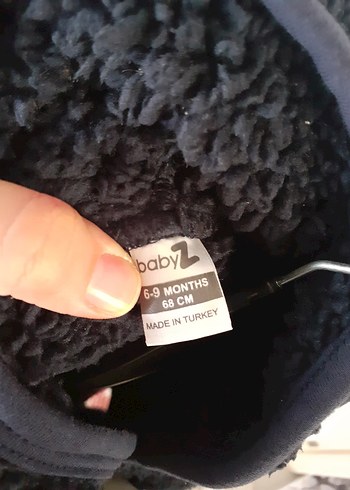 babyZ
6-9 MONTHS
68 CM
MADE IN TURKEY